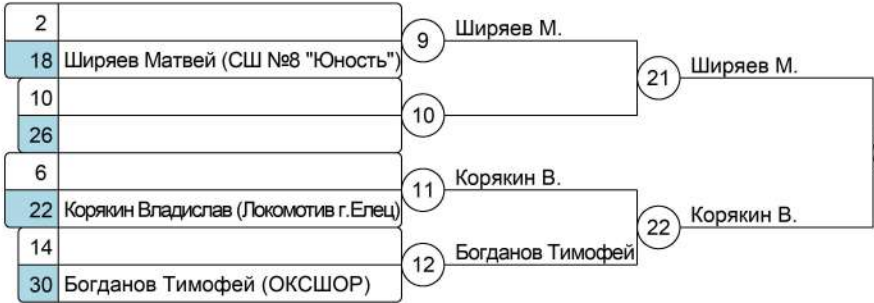 2
9
Ширяев М.
18 Ширяев Матвей (СШ №8 "Юность")
21
Ширяев М.
10
10
26
6
11
Корякин В.
22 Корякин Владислав (Локомотив г.Елец)
22
Корякин В.
14
12
Богданов Тимофей
30 Богданов Тимофей (ОКСШОР)